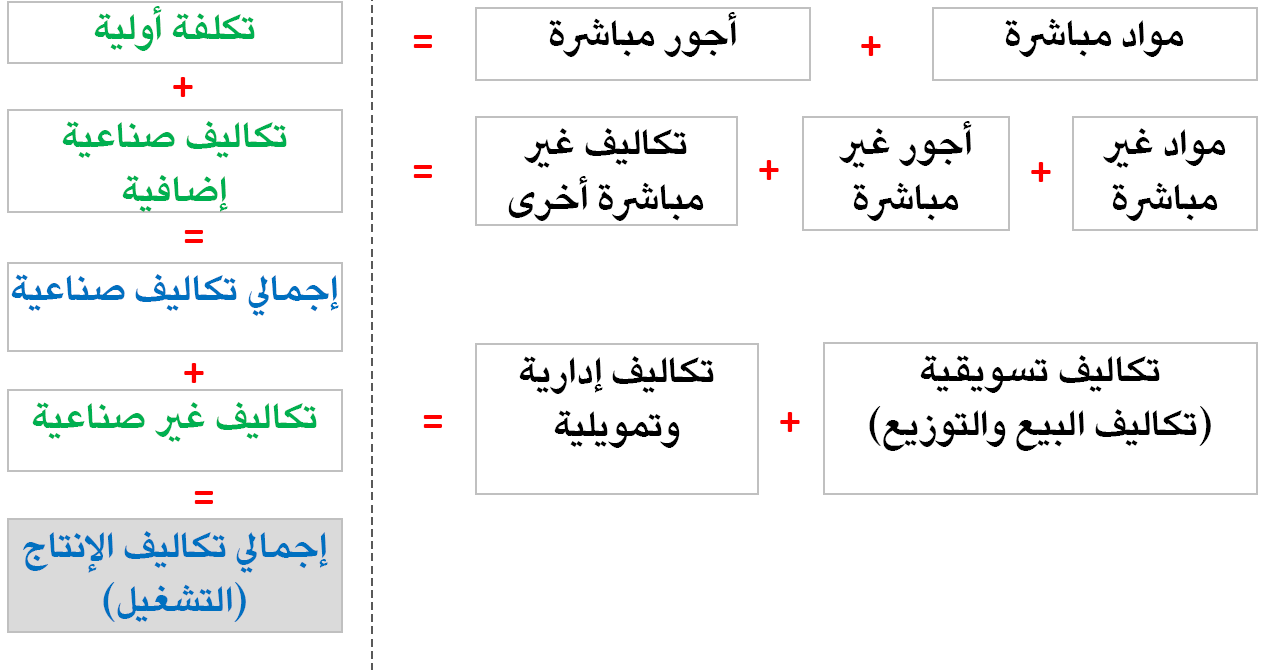 مواد مباشرة + أجور مباشرة = تكلفة أولية
+
مواد غير
مباشرة
+
أجور غير
مباشرة
+
تكاليف غير
مباشرة أخرى
=
تكاليف صناعية
إضافية
=
إجمالي تكاليف صناعية
+
تكاليف تسويقية
(تكاليف البيع والتوزيع)
+
تكاليف إدارية
وتمويلية
=
تكاليف غير صناعية
=
إجمالي تكاليف الإنتاج
(التشغيل)